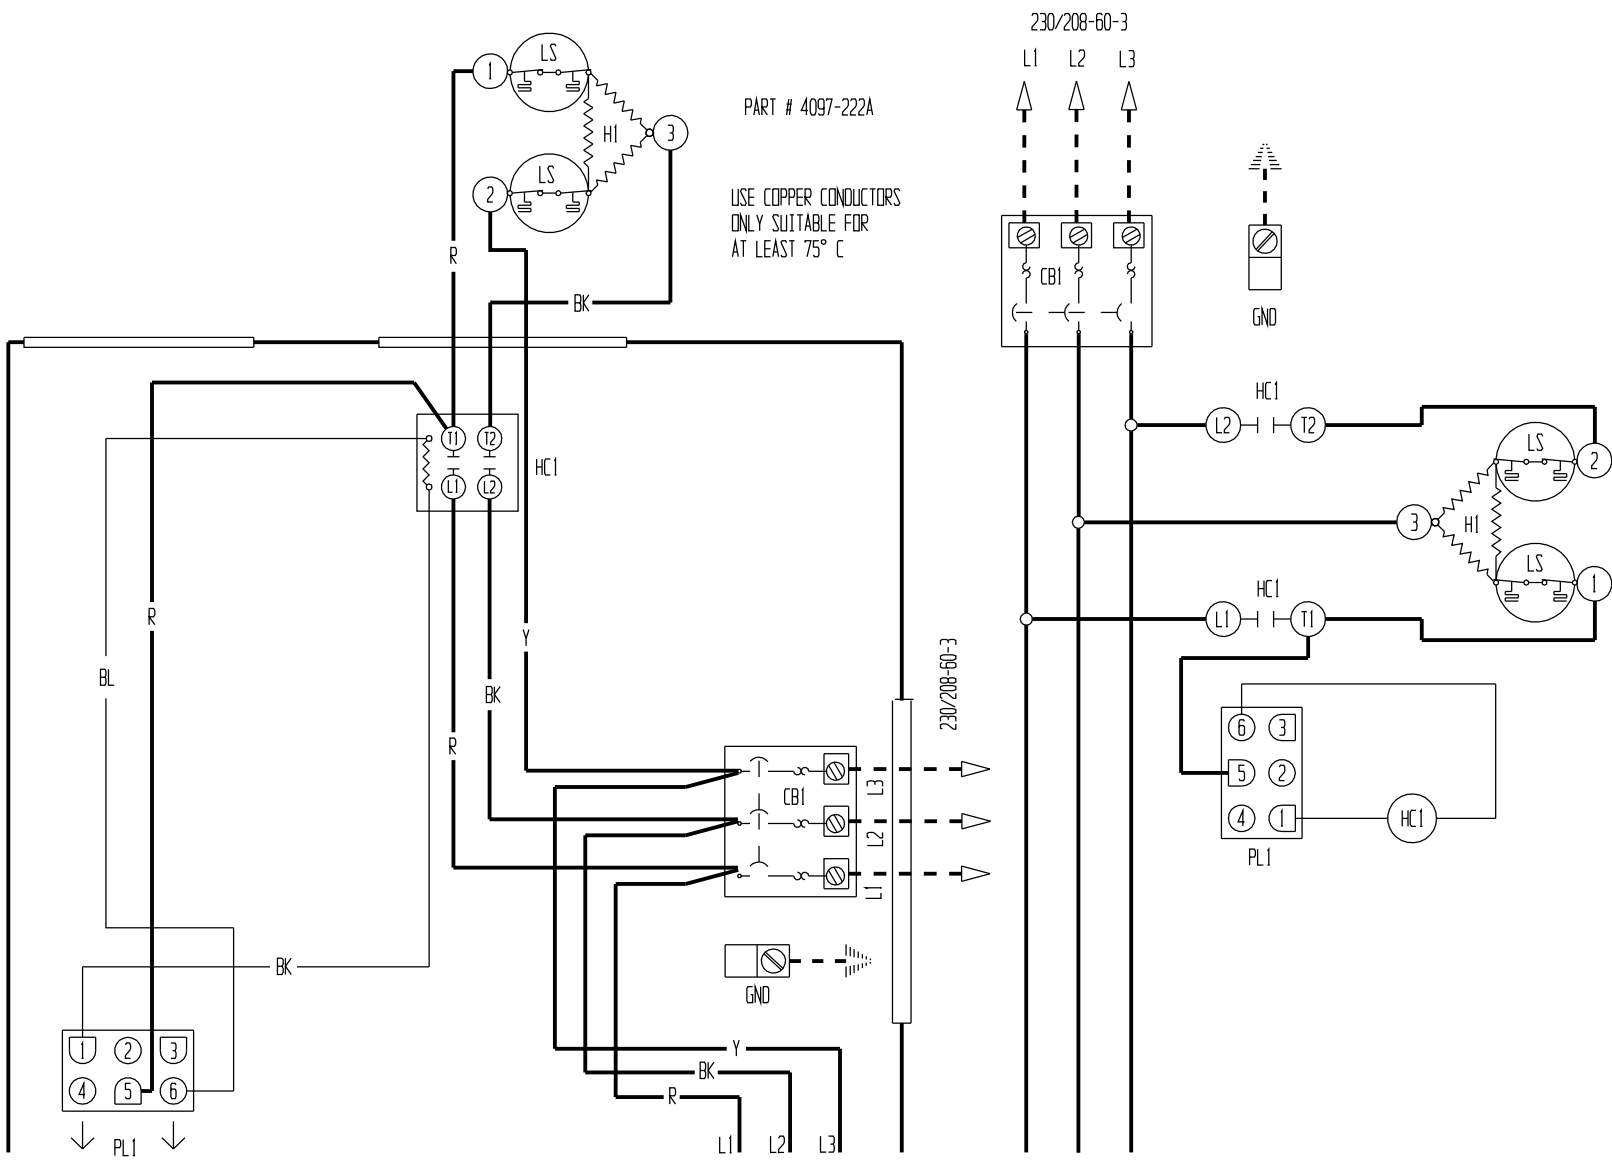 230/208-60-3
L1 L2 L3
1 LS
PART # 4097-222A
H1 3
2 LS
USE COPPER CONDUCTORS
ONLY SUITABLE FOR
AT LEAST 75° C
R
BK
CB1
GND
HC1
L2 T2
LS
2
3 H1
LS
1
HC1
L1 T1
T1 T2
HC1
L1 L2
R
BL
Y
BK
R
230/208-60-3
CB1
L3
L2
L1
GND
6 3
5 2
4 1
HC1
PL1
BK
1 2 3
4 5 6
PL1
Y
BK
R
L1 L2 L3